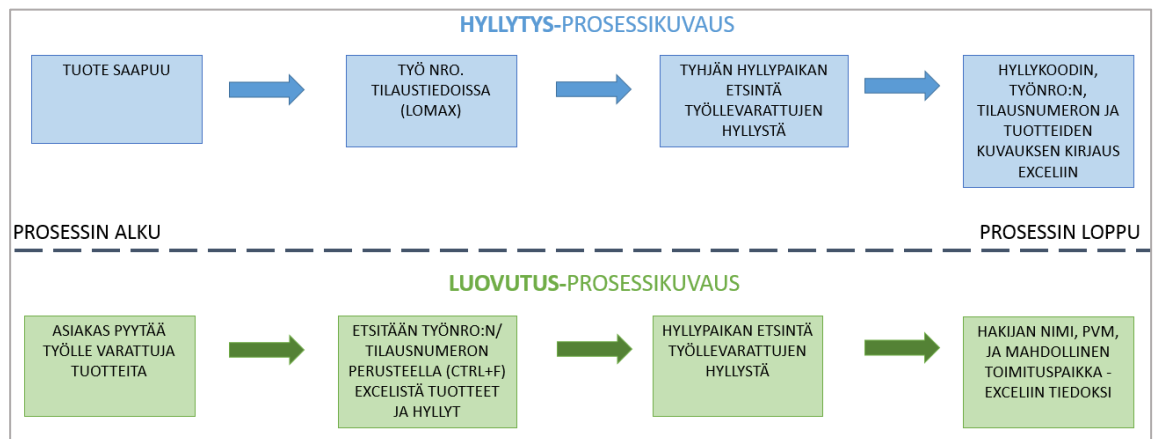 HYLLYTYS-PROSESSIKUVAUS
TUOTE SAAPUU
TYÖ NRO.
TILAUSTIEDOISSA
(LOMAX)
TYHJÄN HYLLYPAIKAN
ETSINTÄ
TYÖLLEVARATTUJEN
HYLLYSTÄ
HYLLYKOODIN,
TYÖNRO:N,
TILAUSNUMERON JA
TUOTTEIDEN
KUVAUKSEN KIRJAUS
EXCELIIN
PROSESSIN ALKU
PROSESSIN LOPPU
LUOVUTUS-PROSESSIKUVAUS
ASIAKAS PYYTÄÄ
TYÖLLE VARATTUJA
TUOTTEITA
ETSITÄÄN TYÖNRO:N/
TILAUSNUMERON
PERUSTEELLA (CTRL+F)
EXCELISTÄ TUOTTEET
JA HYLLYT
HYLLYPAIKAN ETSINTÄ
TYÖLLEVARATTUJEN
HYLLYSTÄ
HAKIJAN NIMI, PVM,
JA MAHDOLLINEN
TOIMITUSPAIKKA -
EXCELIIN TIEDOKSI